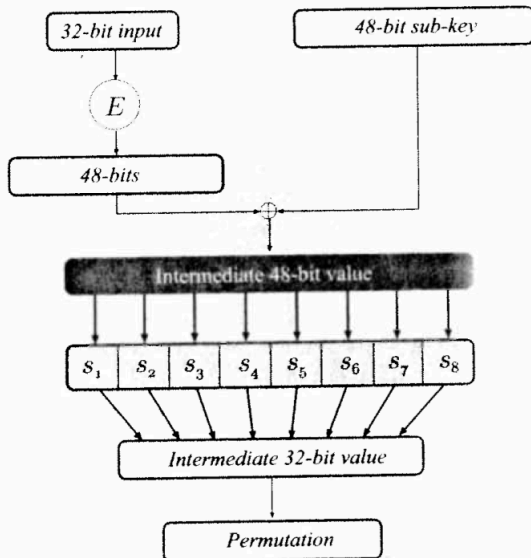 32-bit input
48-bit sub-key
E
48-bits
Intermediate 48-bit value
S1 S2 S3 S4 S5 S6 S7 S8
Intermediate 32-bit value
Permutation